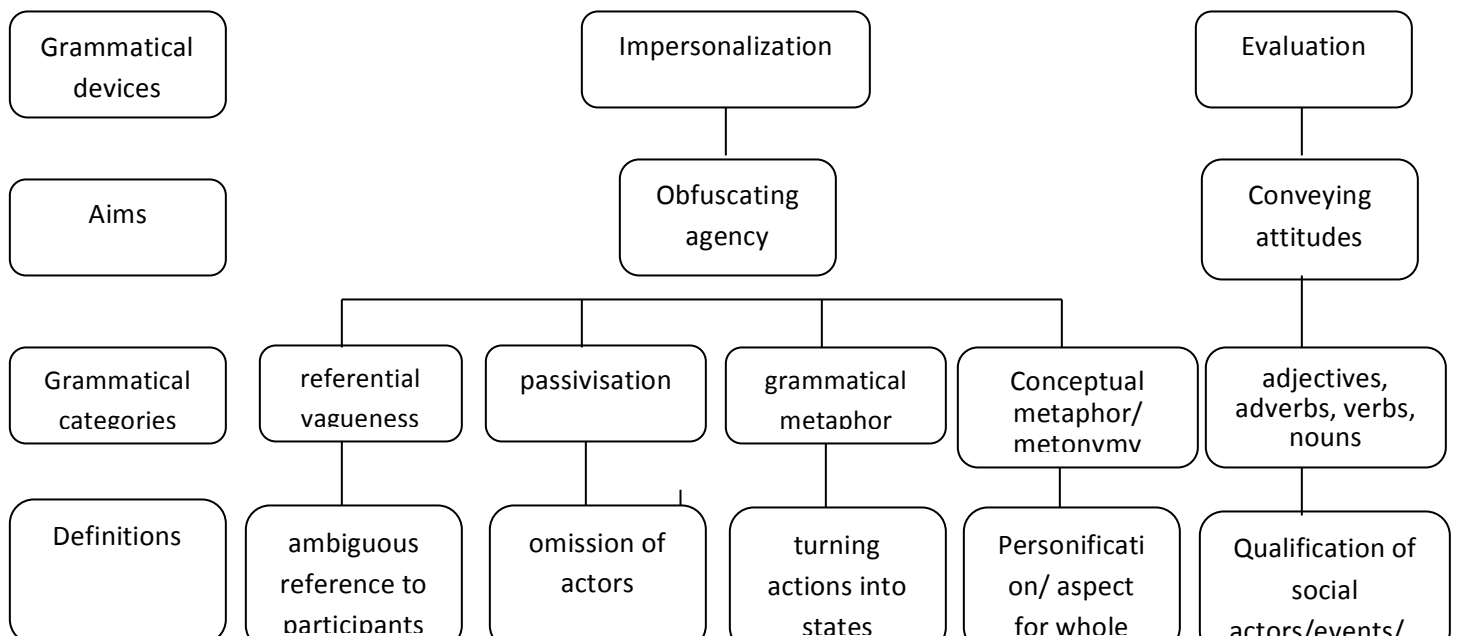 Grammatical
devices
Impersonalization
Evaluation
Aims
Obfuscating
agency
Conveying
attitudes
Grammatical
categories
referential
vagueness
passivisation
grammatical
metaphor
Conceptual
metaphor/
metonymy
adjectives,
adverbs, verbs,
nouns
Definitions
ambiguous
reference to
participants
omission of
actors
turning
actions into
states
Personificati
on/ aspect
for whole
Qualification of
social
actors/events/